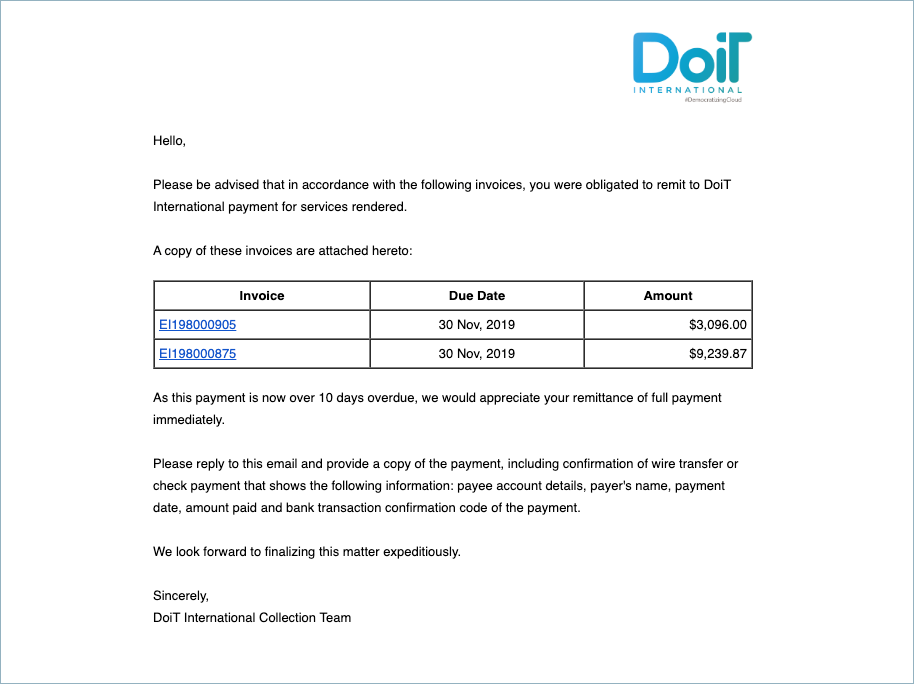 DoiT
INTERNATIONAL
#DemocratizingCloud
Hello,
Please be advised that in accordance with the following invoices, you were obligated to remit to DoiT
International payment for services rendered.
A copy of these invoices are attached hereto:
Invoice Due Date Amount
EI198000905 30 Nov, 2019 $3,096.00
EI198000875 30 Nov, 2019 $9,239.87
As this payment is now over 10 days overdue, we would appreciate your remittance of full payment
immediately.
Please reply to this email and provide a copy of the payment, including confirmation of wire transfer or
check payment that shows the following information: payee account details, payer's name, payment
date, amount paid and bank transaction confirmation code of the payment.
We look forward to finalizing this matter expeditiously.
Sincerely,
DoiT International Collection Team